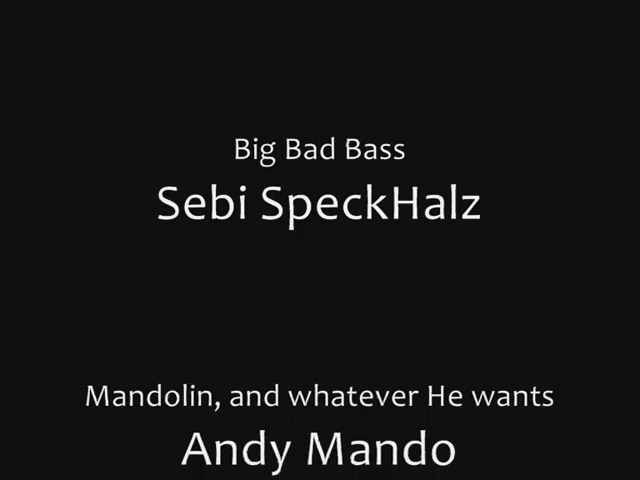 Big Bad Bass
Sebi SpeckHalz
Mandolin, and whatever He wants
Andy Mando